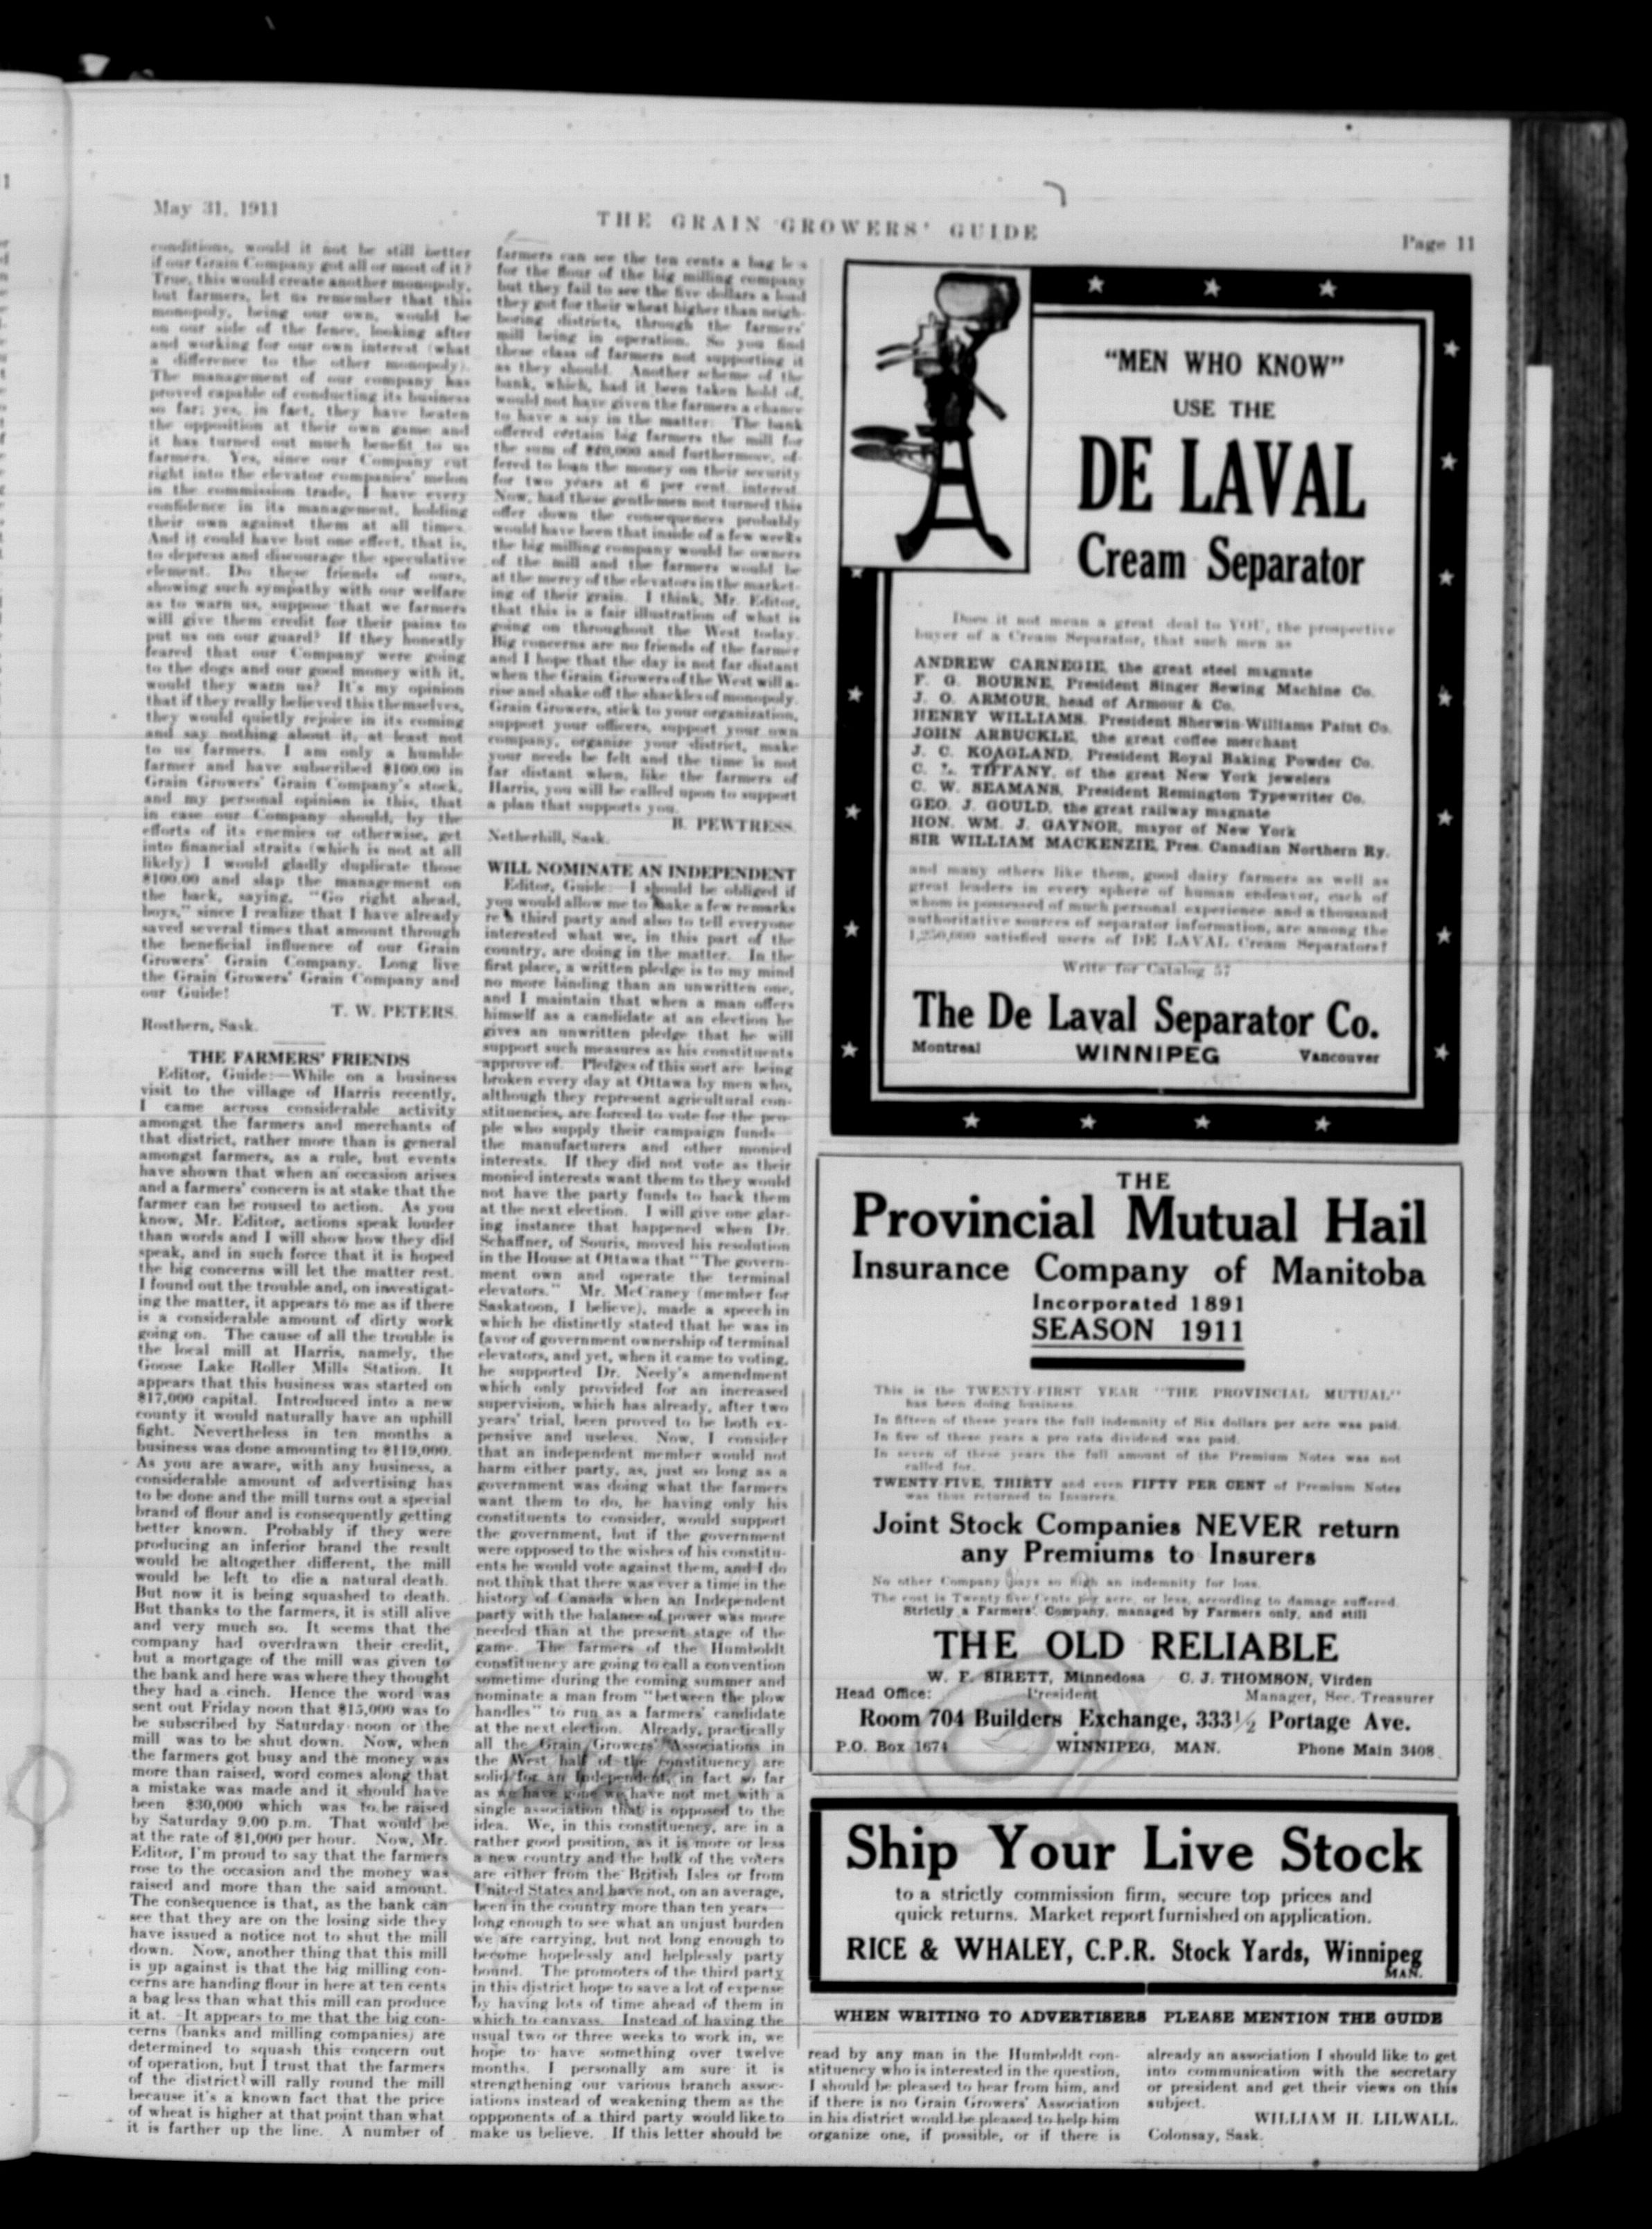 May 31, 1911
THE GRAIN GROWERS' GUIDE
Page 11
conditions, would it not be still better
if our Grain Company got all or most of it?
True, this would create another monopoly,
but farmers, let us remember that this
monopoly, being our own, would be
on our side of the fence, looking after
and working for our own interest (what
a difference to the other monopoly).
The management of our company has
proved capable of conducting its business
so far; yes, in fact, they have beaten
the opposition at their own game and
it has turned out much benefit to us
farmers. Yes, since our Company cut
right into the elevator companies' melon
in the commission trade, I have every
confidence in its management, holding
their own against them at all times.
And it could have but one effect, that is,
to depress and discourage the speculative
element. Do these friends of ours,
showing such sympathy with our welfare
as to warn us, suppose that we farmers
will give them credit for their pains to
put us on our guard? If they honestly
feared that our Company were going
to the dogs and our good money with it,
would they warn us? It's my opinion
that if they really believed this themselves,
they would quietly rejoice in its coming
and say nothing about it, at least not
to us farmers. I am only a humble
farmer and have subscribed $100.00 in
Grain Growers' Grain Company's stock,
and my personal opinion is this, that
in case our Company should, by the
efforts of its enemies or otherwise, get
into financial straits (which is not at all
likely) I would gladly duplicate those
$100.00 and slap the management on
the back, saying, "Go right ahead,
boys," since I realize that I have already
saved several times that amount through
the beneficial influence of our Grain
Growers' Grain Company. Long live
the Grain Growers' Grain Company and
our Guide!
T. W. PETERS.
Rosthern, Sask.
THE FARMERS' FRIENDS
Editor, Guide:—While on a business
visit to the village of Harris recently,
I came across considerable activity
amongst the farmers and merchants of
that district, rather more than is general
amongst farmers, as a rule, but events
have shown that when an occasion arises
and a farmers' concern is at stake that the
farmer can be roused to action. As you
know, Mr. Editor, actions speak louder
than words and I will show how they did
speak, and in such force that it is hoped
the big concerns will let the matter rest.
I found out the trouble and, on investigat-
ing the matter, it appears to me as if there
is a considerable amount of dirty work
going on. The cause of all the trouble is
the local mill at Harris, namely, the
Goose Lake Roller Mills Station. It
appears that this business was started on
$17,000 capital. Introduced into a new
county it would naturally have an uphill
fight. Nevertheless in ten months a
business was done amounting to $119,000.
As you are aware, with any business, a
considerable amount of advertising has
to be done and the mill turns out a special
brand of flour and is consequently getting
better known. Probably if they were
producing an inferior brand the result
would be altogether different, the mill
would be left to die a natural death.
But now it is being squashed to death.
But thanks to the farmers, it is still alive
and very much so. It seems that the
company had overdrawn their credit,
but a mortgage of the mill was given to
the bank and here was where they thought
they had a cinch. Hence the word was
sent out Friday noon that $15,000 was to
be subscribed by Saturday noon or the
mill was to be shut down. Now, when
the farmers got busy and the money was
more than raised, word comes along that
a mistake was made and it should have
been $30,000 which was to be raised
by Saturday 9.00 p.m. That would be
at the rate of $1,000 per hour. Now, Mr.
Editor, I'm proud to say that the farmers
rose to the occasion and the money was
raised and more than the said amount.
The consequence is that, as the bank can
see that they are on the losing side they
have issued a notice not to shut the mill
down. Now, another thing that this mill
is up against is that the big milling con-
cerns are handing flour in here at ten cents
a bag less than what this mill can produce
it at. It appears to me that the big con-
cerns (banks and milling companies) are
determined to squash this concern out
of operation, but I trust that the farmers
of the district will rally round the mill
because it's a known fact that the price
of wheat is higher at that point than what
it is farther up the line. A number of
farmers can see the ten cents a bag less
for the flour of the big milling company
but they fail to see the five dollars a load
they got for their wheat higher than neigh-
boring districts, through the farmers'
mill being in operation. So you find
these class of farmers not supporting it
as they should. Another scheme of the
bank, which, had it been taken hold of,
would not have given the farmers a chance
to have a say in the matter. The bank
offered certain big farmers the mill for
the sum of $20,000 and furthermore, of-
fered to loan the money on their security
for two years at 6 per cent. interest.
Now, had these gentlemen not turned this
offer down the consequences probably
would have been that inside of a few weeks
the big milling company would be owners
of the mill and the farmers would be
at the mercy of the elevators in the market-
ing of their grain. I think, Mr. Editor,
that this is a fair illustration of what is
going on throughout the West today.
Big concerns are no friends of the farmer
and I hope that the day is not far distant
when the Grain Growers of the West will a-
rise and shake off the shackles of monopoly.
Grain Growers, stick to your organization,
support your officers, support your own
company, organize your district, make
your needs be felt and the time is not
far distant when, like the farmers of
Harris, you will be called upon to support
a plan that supports you.
B. PEWTRESS.
Netherhill, Sask.
WILL NOMINATE AN INDEPENDENT
Editor, Guide:—I should be obliged if
you would allow me to make a few remarks
re a third party and also to tell everyone
interested what we, in this part of the
country, are doing in the matter. In the
first place, a written pledge is to my mind
no more binding than an unwritten one,
and I maintain that when a man offers
himself as a candidate at an election he
gives an unwritten pledge that he will
support such measures as his constituents
approve of. Pledges of this sort are being
broken every day at Ottawa by men who,
although they represent agricultural con-
stituencies, are forced to vote for the peo-
ple who supply their campaign funds—
the manufacturers and other monied
interests. If they did not vote as their
monied interests want them to they would
not have the party funds to back them
at the next election. I will give one glar-
ing instance that happened when Dr.
Schaffner, of Souris, moved his resolution
in the House at Ottawa that "The govern-
ment own and operate the terminal
elevators." Mr. McCraney (member for
Saskatoon, I believe), made a speech in
which he distinctly stated that he was in
favor of government ownership of terminal
elevators, and yet, when it came to voting,
he supported Dr. Neely's amendment
which only provided for an increased
supervision, which has already, after two
years' trial, been proved to be both ex-
pensive and useless. Now, I consider
that an independent member would not
harm either party, as, just so long as a
government was doing what the farmers
want them to do, he having only his
constituents to consider, would support
the government, but if the government
were opposed to the wishes of his constitu-
ents he would vote against them, and I do
not think that there was ever a time in the
history of Canada when an Independent
party with the balance of power was more
needed than at the present stage of the
game. The farmers of the Humboldt
constituency are going to call a convention
sometime during the coming summer and
nominate a man from "between the plow
handles" to run as a farmers' candidate
at the next election. Already, practically
all the Grain Growers' Associations in
the West half of the constituency are
solid for an Independent, in fact so far
as we have gone we have not met with a
single association that is opposed to the
idea. We, in this constituency, are in a
rather good position, as it is more or less
a new country and the bulk of the voters
are either from the British Isles or from
United States and have not, on an average,
been in the country more than ten years—
long enough to see what an unjust burden
we are carrying, but not long enough to
become hopelessly and helplessly party
bound. The promoters of the third party
in this district hope to save a lot of expense
by having lots of time ahead of them in
which to canvass. Instead of having the
usual two or three weeks to work in, we
hope to have something over twelve
months. I personally am sure it is
strengthening our various branch assoc-
iations instead of weakening them as the
oppponents of a third party would like to
make us believe. If this letter should be
"MEN WHO KNOW"
USE THE
DE LAVAL
Cream Separator
Does it not mean a great deal to YOU, the prospective
buyer of a Cream Separator, that such men as
ANDREW CARNEGIE, the great steel magnate
F. G. BOURNE, President Singer Sewing Machine Co.
J. O. ARMOUR, head of Armour & Co.
HENRY WILLIAMS, President Sherwin-Williams Paint Co.
JOHN ARBUCKLE, the great coffee merchant
J. C. KOAGLAND, President Royal Baking Powder Co.
C. L. TIFFANY, of the great New York jewelers
C. W. SEAMANS, President Remington Typewriter Co.
GEO. J. GOULD, the great railway magnate
HON. WM. J. GAYNOR, mayor of New York
SIR WILLIAM MACKENZIE, Pres. Canadian Northern Ry.
and many others like them, good dairy farmers as well as
great leaders in every sphere of human endeavor, each of
whom is possessed of much personal experience and a thousand
authoritative sources of separator information, are among the
1,250,000 satisfied users of DE LAVAL Cream Separators!
Write for Catalog 57
The De Laval Separator Co.
Montreal WINNIPEG Vancouver
THE
Provincial Mutual Hail
Insurance Company of Manitoba
Incorporated 1891
SEASON 1911
This is the TWENTY-FIRST YEAR "THE PROVINCIAL MUTUAL"
has been doing business.
In fifteen of these years the full indemnity of Six dollars per acre was paid.
In five of these years a pro rata dividend was paid.
In seven of these years the full amount of the Premium Notes was not
called for.
TWENTY-FIVE, THIRTY and even FIFTY PER CENT of Premium Notes
was thus returned to Insurers.
Joint Stock Companies NEVER return
any Premiums to Insurers
No other Company pays so high an indemnity for loss.
The cost is Twenty-five Cents per acre, or less, according to damage suffered.
Strictly a Farmers' Company, managed by Farmers only, and still
THE OLD RELIABLE
W. F. SIRETT, Minnedosa C. J. THOMSON, Virden
Head Office: President Manager, Sec. Treasurer
Room 704 Builders Exchange, 333½ Portage Ave.
P.O. Box 1674 WINNIPEG, MAN. Phone Main 3408
Ship Your Live Stock
to a strictly commission firm, secure top prices and
quick returns. Market report furnished on application.
RICE & WHALEY, C.P.R. Stock Yards, Winnipeg
MAN.
WHEN WRITING TO ADVERTISERS PLEASE MENTION THE GUIDE
read by any man in the Humboldt con-
stituency who is interested in the question,
I should be pleased to hear from him, and
if there is no Grain Growers' Association
in his district would be pleased to help him
organize one, if possible, or if there is
already an association I should like to get
into communication with the secretary
or president and get their views on this
subject.
WILLIAM H. LILWALL.
Colonsay, Sask.